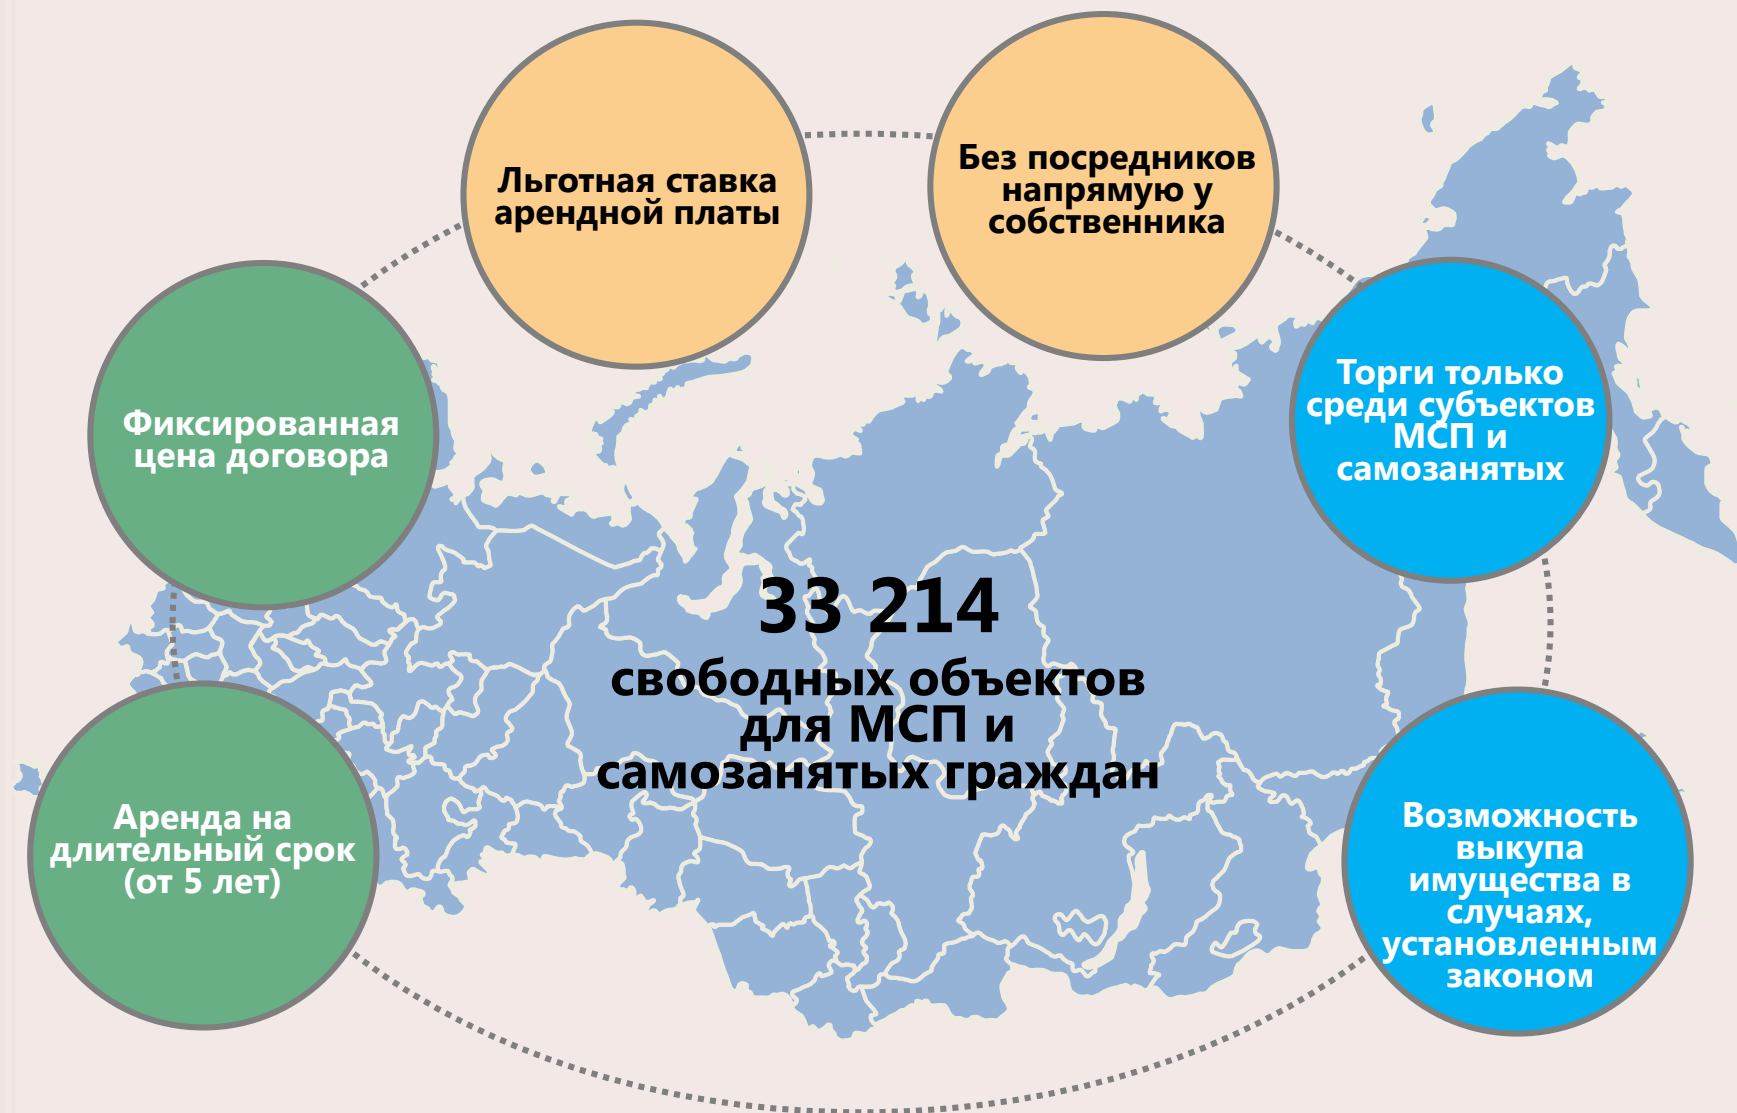 Льготная ставка
арендной платы
Без посредников
напрямую у
собственника
Фиксированная
цена договора
Торги только
среди субъектов
МСП и
самозанятых
33 214
свободных объектов
для МСП и
самозанятых граждан
Аренда на
длительный срок
(от 5 лет)
Возможность
выкупа
имущества в
случаях,
установленным
законом